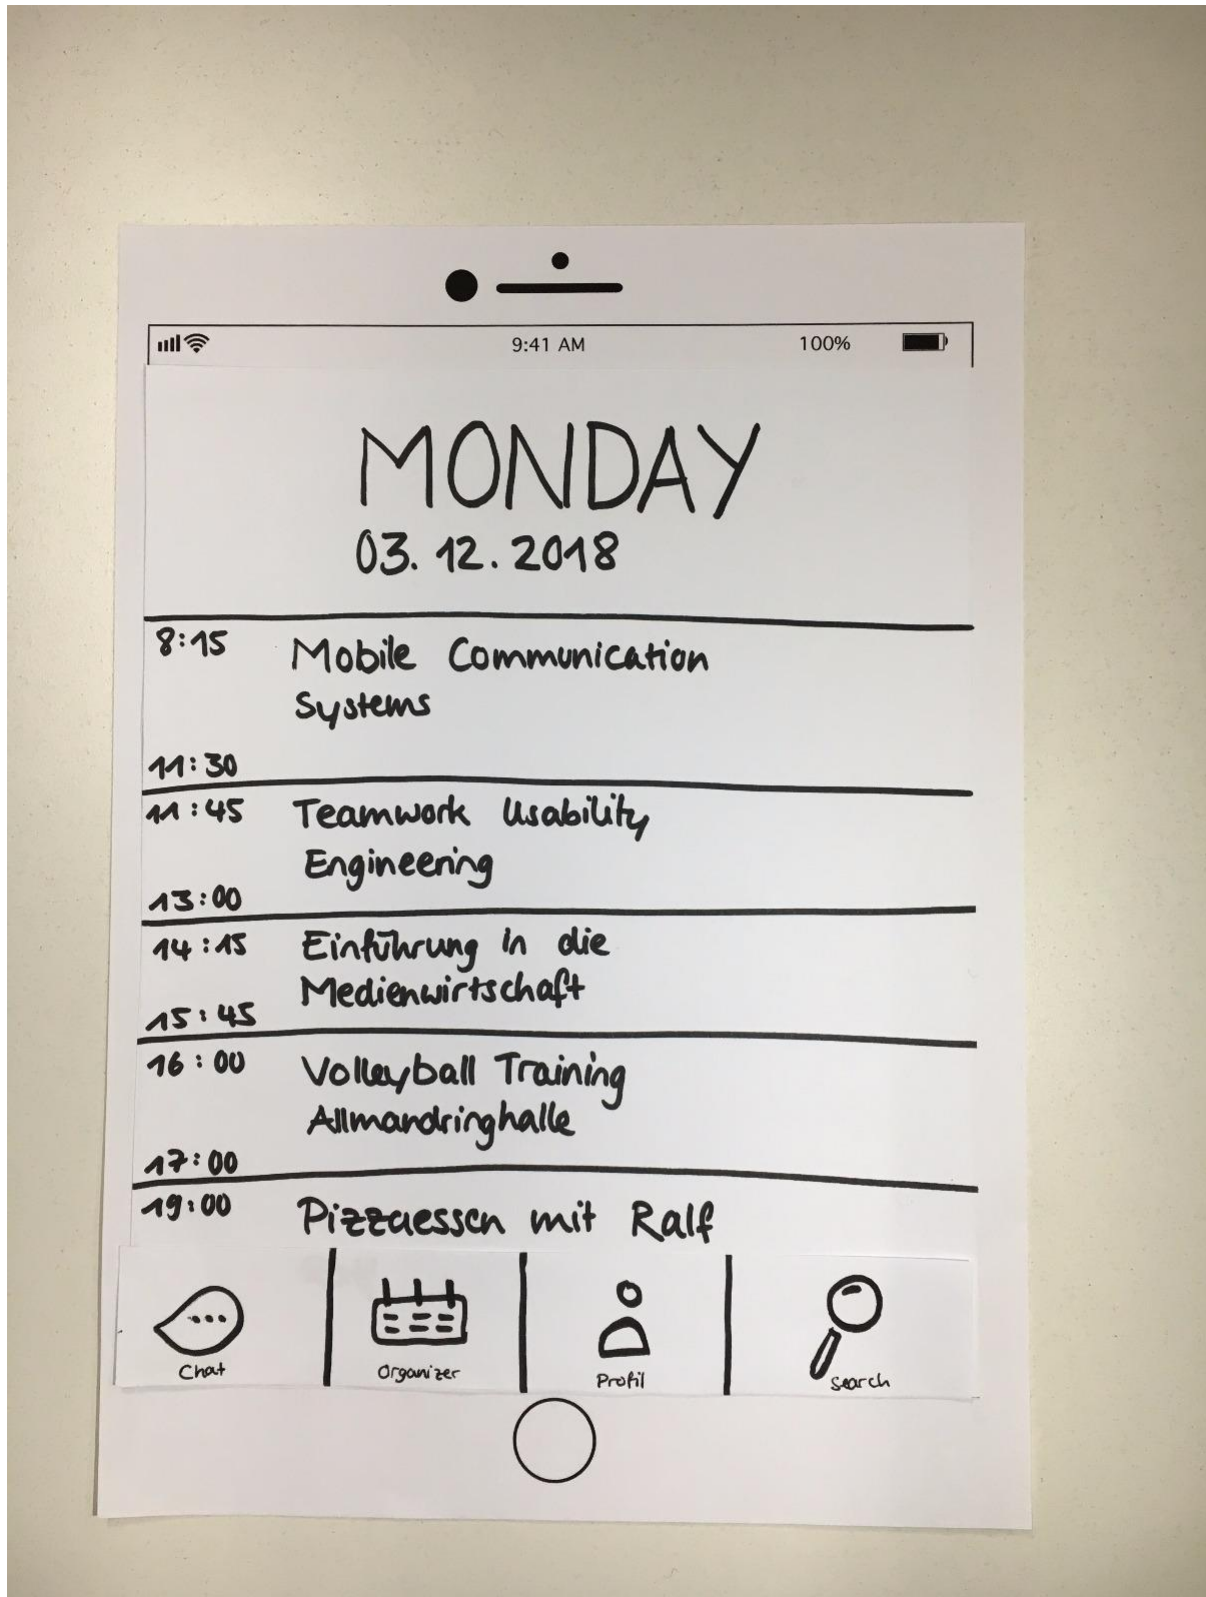 9:41 AM 100%
MONDAY
03.12.2018
8:15 Mobile Communication
Systems
11:30
11:45 Teamwork Usability
Engineering
13:00
14:15 Einführung in die
Medienwirtschaft
15:45
16:00 Volleyball Training
Allmandringhalle
17:00
19:00 Pizzaessen mit Ralf
Chat Organizer Profil search